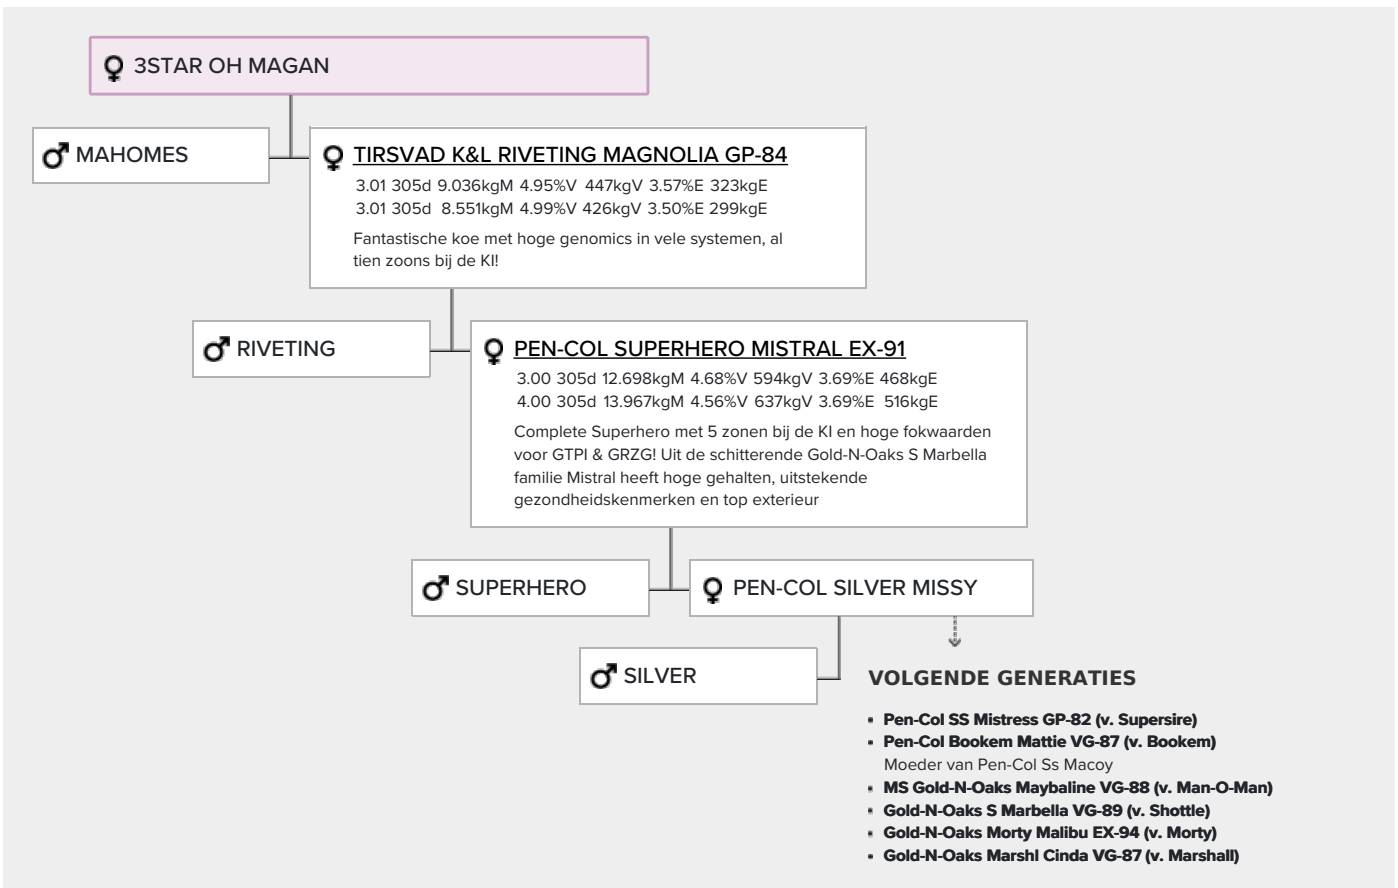 3STAR OH MAGAN
MAHOMES
TIRSVAD K&L RIVETING MAGNOLIA GP-84
3.01 305d 9.036kgM 4.95%V 447kgV 3.57%E 323kgE
3.01 305d 8.551kgM 4.99%V 426kgV 3.50%E 299kgE
Fantastische koe met hoge genomics in vele systemen, al
tien zoons bij de KI!
RIVETING
PEN-COL SUPERHERO MISTRAL EX-91
3.00 305d 12.698kgM 4.68%V 594kgV 3.69%E 468kgE
4.00 305d 13.967kgM 4.56%V 637kgV 3.69%E 516kgE
Complete Superhero met 5 zonen bij de KI en hoge fokwaarden
voor GTPI & GRZG! Uit de schitterende Gold-N-Oaks S Marbella
familie Mistral heeft hoge gehalten, uitstekende
gezondheidskenmerken en top exterieur
SUPERHERO
PEN-COL SILVER MISSY
SILVER
VOLGENDE GENERATIES
• Pen-Col SS Mistress GP-82 (v. Supersire)
• Pen-Col Bookem Mattie VG-87 (v. Bookem)
Moeder van Pen-Col Ss Macoy
• MS Gold-N-Oaks Maybaline VG-88 (v. Man-O-Man)
• Gold-N-Oaks S Marbella VG-89 (v. Shottle)
• Gold-N-Oaks Morty Malibu EX-94 (v. Morty)
• Gold-N-Oaks Marshl Cinda VG-87 (v. Marshall)